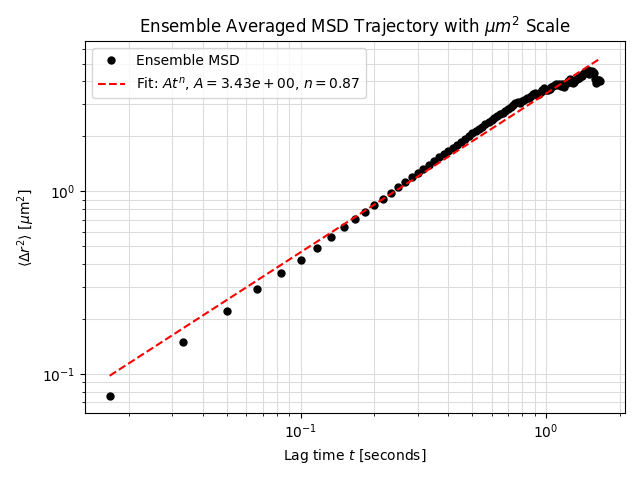 Ensemble Averaged MSD Trajectory with μm² Scale
Ensemble MSD
Fit: Atⁿ, A = 3.43e + 00, n = 0.87
⟨Δr²⟩ [μm²]
10⁰
10⁻¹
10⁻¹
10⁰
Lag time t [seconds]